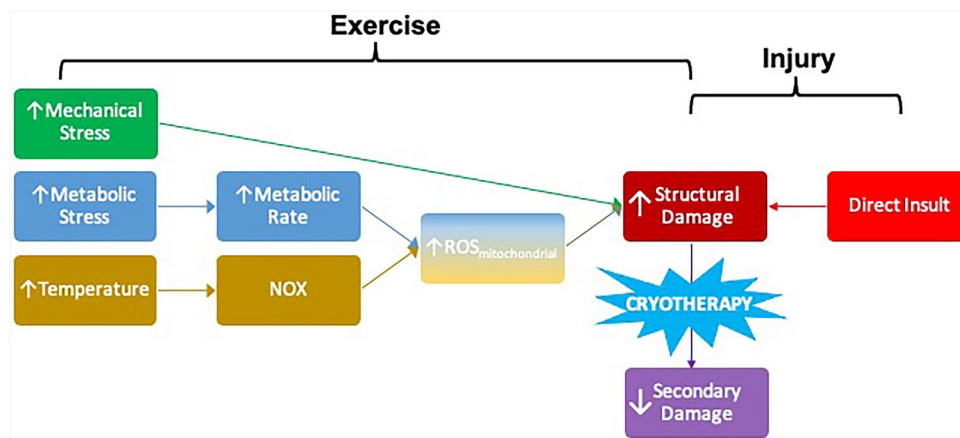 Exercise
Injury
↑Mechanical
Stress
↑Metabolic
Stress
↑Metabolic
Rate
↑Temperature
NOX
↑ROSmitochondrial
↑Structural
Damage
Direct Insult
CRYOTHERAPY
↓Secondary
Damage